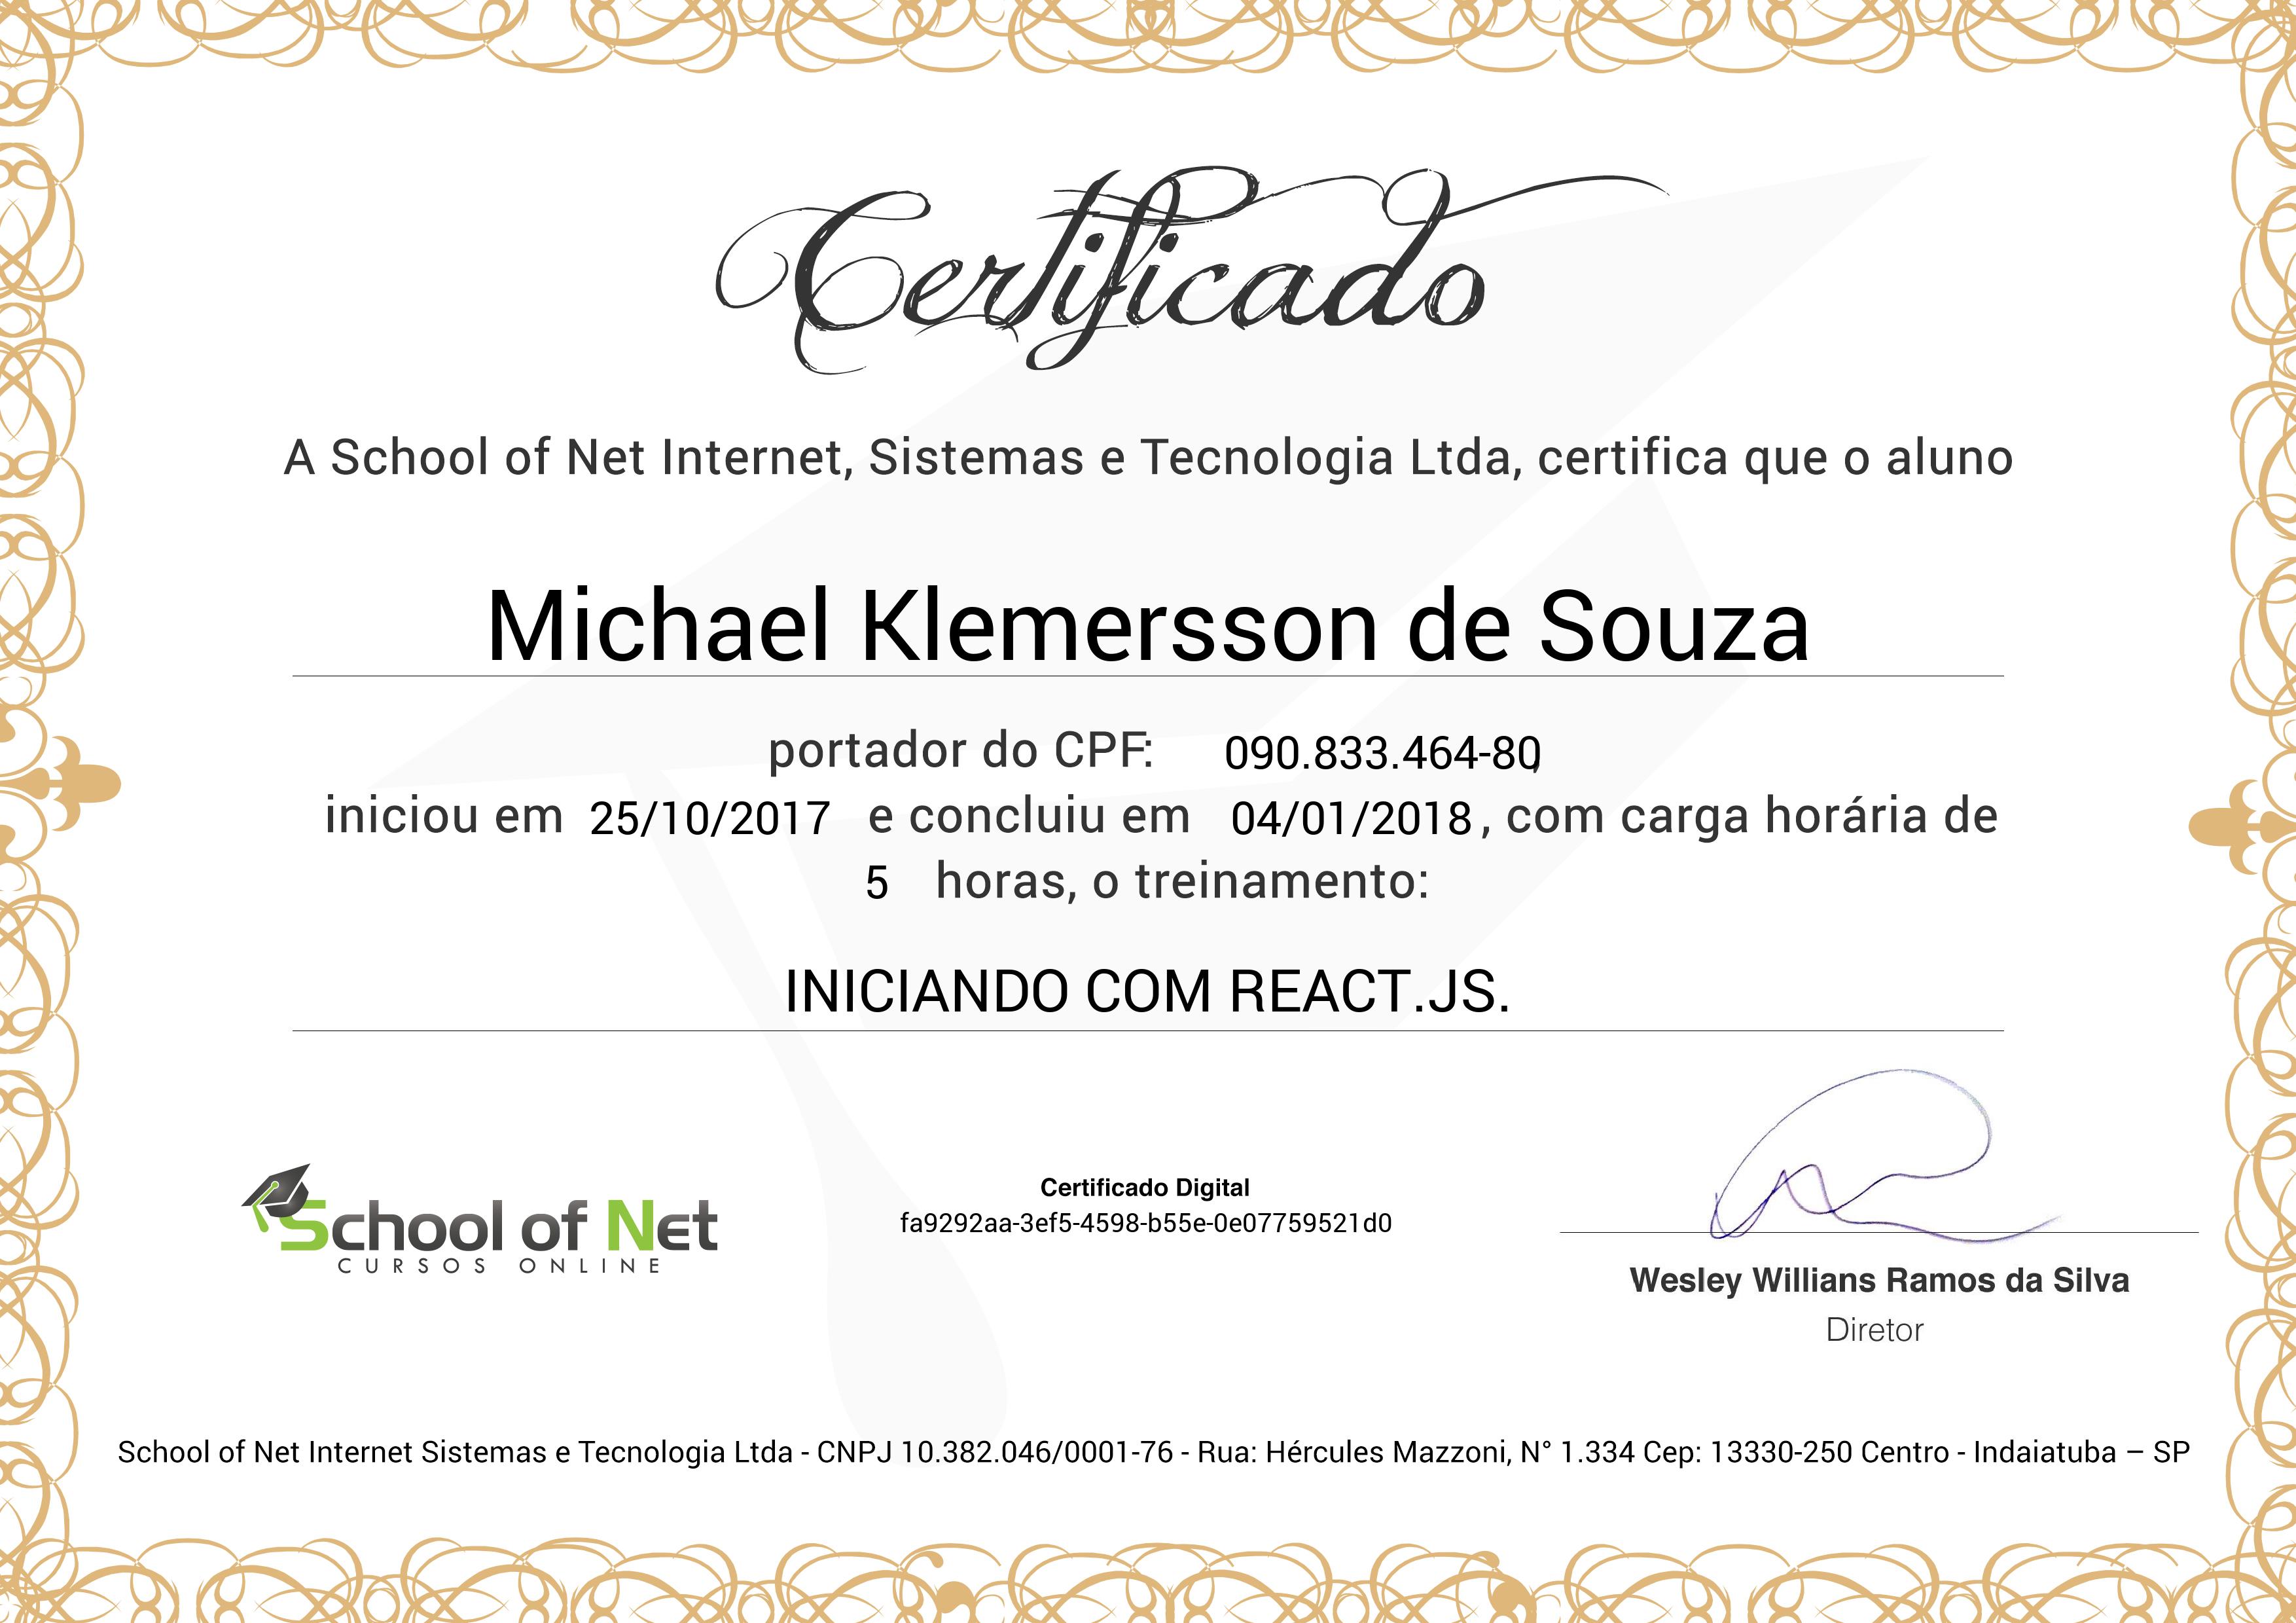 Certificado
A School of Net Internet, Sistemas e Tecnologia Ltda, certifica que o aluno
Michael Klemersson de Souza
portador do CPF: 090.833.464-80,
iniciou em 25/10/2017 e concluiu em 04/01/2018, com carga horária de
5 horas, o treinamento:
INICIANDO COM REACT.JS.
School of Net
CURSOS ONLINE
Certificado Digital
fa9292aa-3ef5-4598-b55e-0e07759521d0
Wesley Willians Ramos da Silva
Diretor
School of Net Internet Sistemas e Tecnologia Ltda - CNPJ 10.382.046/0001-76 - Rua: Hércules Mazzoni, N° 1.334 Cep: 13330-250 Centro - Indaiatuba – SP